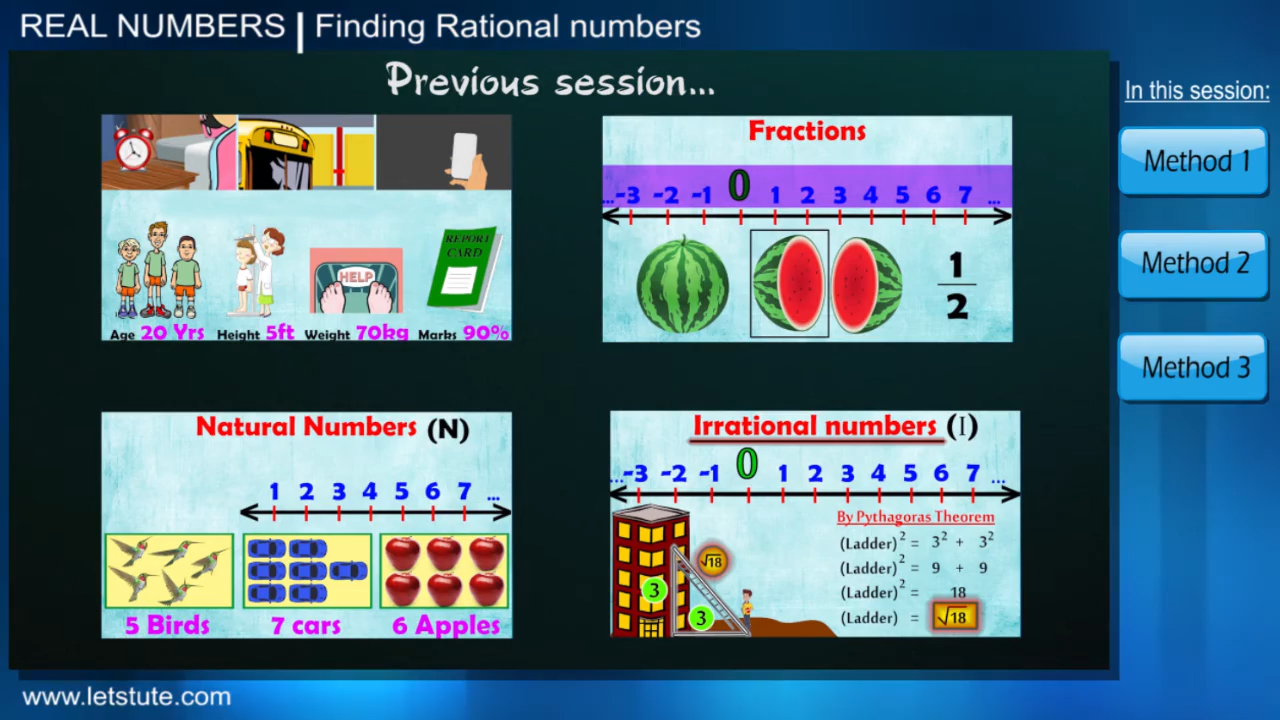 REAL NUMBERS | Finding Rational numbers
Previous session...
In this session:
Method 1
Method 2
Method 3
HELP
REPORT CARD
Age 20 Yrs Height 5ft Weight 70kg Marks 90%
Fractions
...-3 -2 -1 0 1 2 3 4 5 6 7 ...
1
2
Natural Numbers (N)
1 2 3 4 5 6 7 ...
5 Birds 7 cars 6 Apples
Irrational numbers (I)
...-3 -2 -1 0 1 2 3 4 5 6 7 ...
By Pythagoras Theorem
(Ladder)² = 3² + 3²
(Ladder)² = 9 + 9
(Ladder)² = 18
(Ladder) = √18
√18
3
3
www.letstute.com